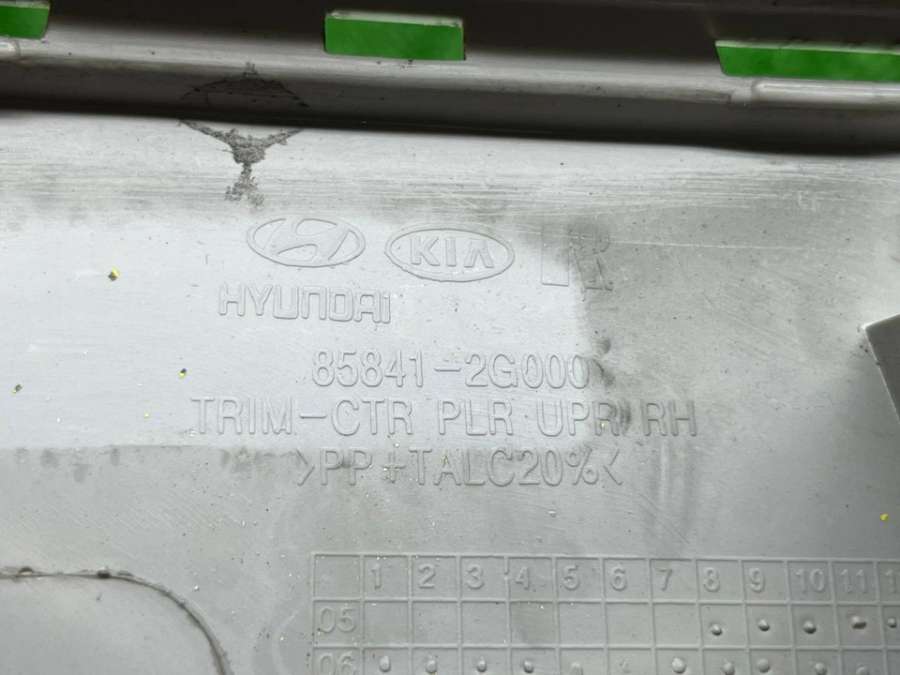 KIA
HYUNDAI
85841-2G000
TRIM-CTR PLR UPR RH
>PP+TALC20%<
1 2 3 4 5 6 7 8 9 10 11
05
06